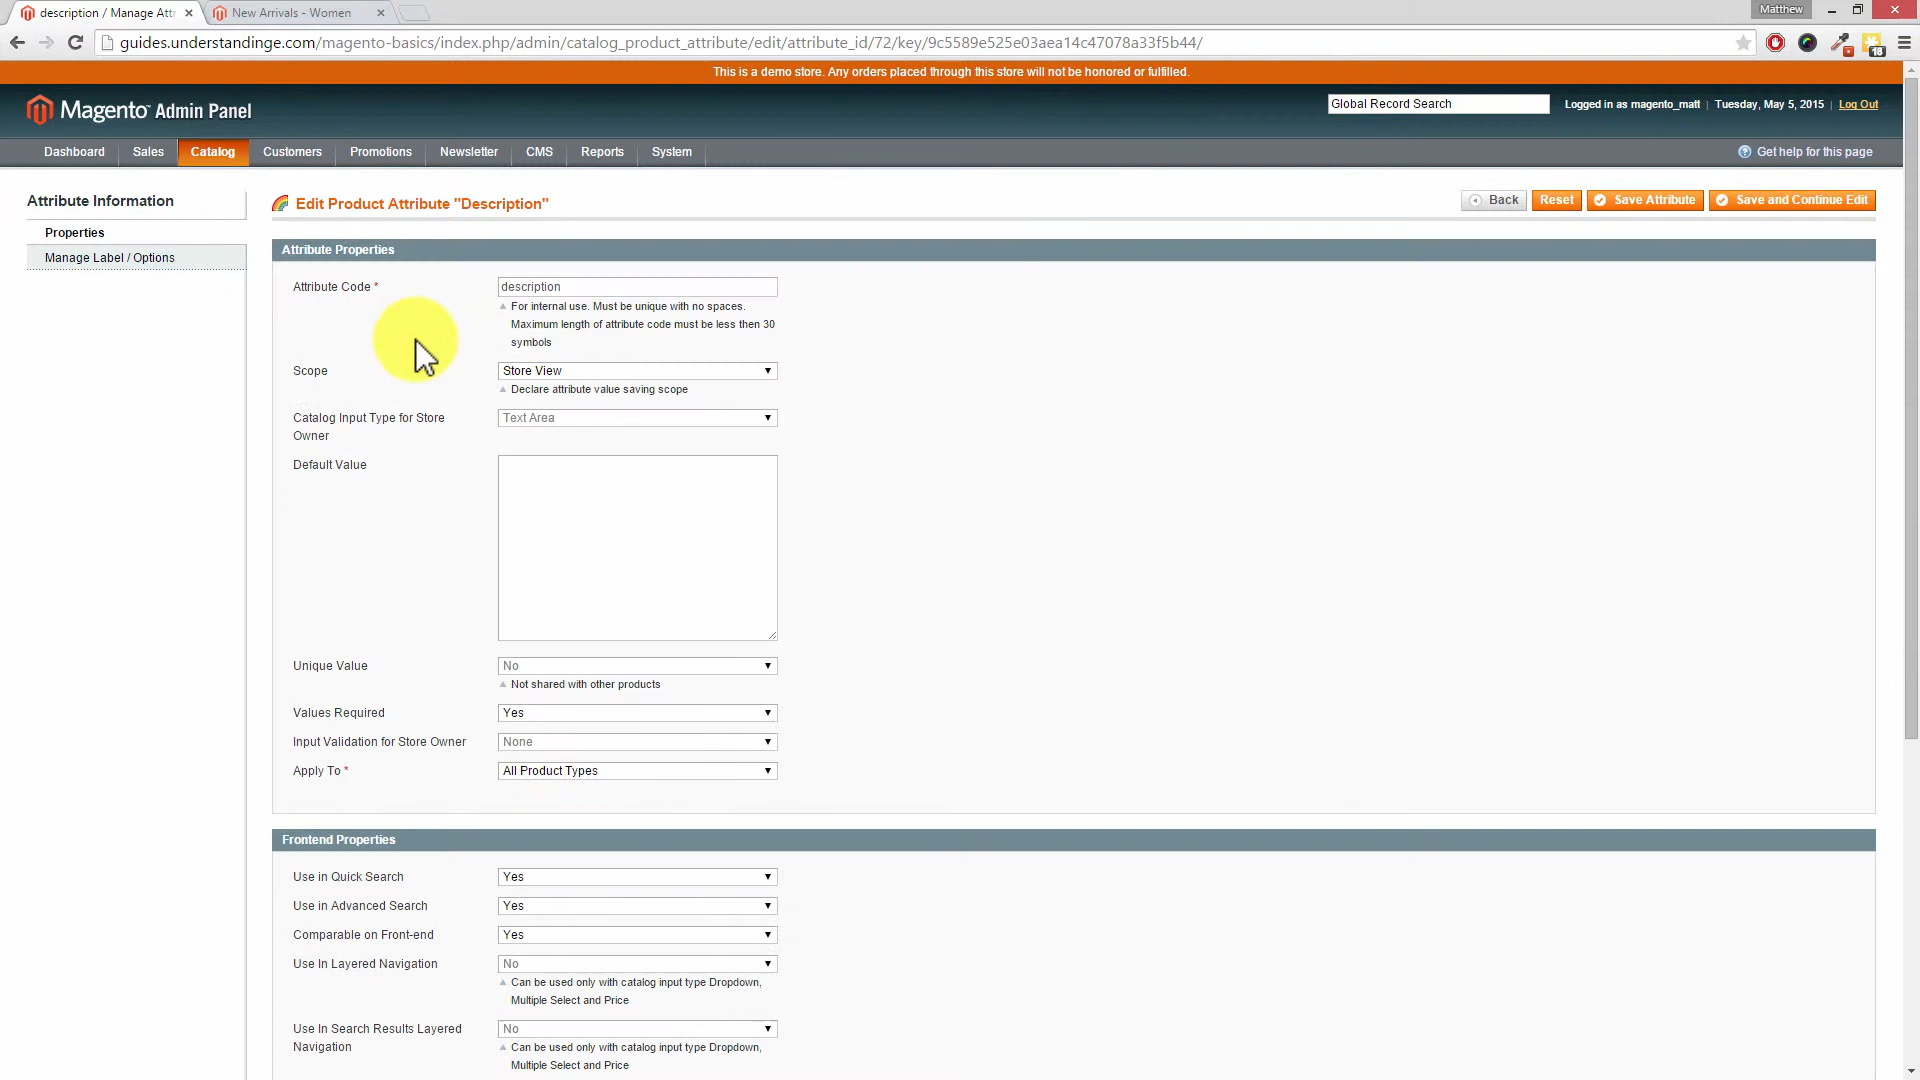 description / Manage Attr
New Arrivals - Women
Matthew
guides.understandinge.com/magento-basics/index.php/admin/catalog_product_attribute/edit/attribute_id/72/key/9c5589e525e03aea14c47078a33f5b44/
18
This is a demo store. Any orders placed through this store will not be honored or fulfilled.
Magento Admin Panel
Global Record Search
Logged in as magento_matt | Tuesday, May 5, 2015 | Log Out
Dashboard
Sales
Catalog
Customers
Promotions
Newsletter
CMS
Reports
System
Get help for this page
Attribute Information
Properties
Manage Label / Options
Edit Product Attribute "Description"
Back
Reset
Save Attribute
Save and Continue Edit
Attribute Properties
Attribute Code *
description
For internal use. Must be unique with no spaces.
Maximum length of attribute code must be less then 30
symbols
Scope
Store View
Declare attribute value saving scope
Catalog Input Type for Store
Owner
Text Area
Default Value
Unique Value
No
Not shared with other products
Values Required
Yes
Input Validation for Store Owner
None
Apply To *
All Product Types
Frontend Properties
Use in Quick Search
Yes
Use in Advanced Search
Yes
Comparable on Front-end
Yes
Use In Layered Navigation
No
Can be used only with catalog input type Dropdown,
Multiple Select and Price
Use In Search Results Layered
Navigation
No
Can be used only with catalog input type Dropdown,
Multiple Select and Price